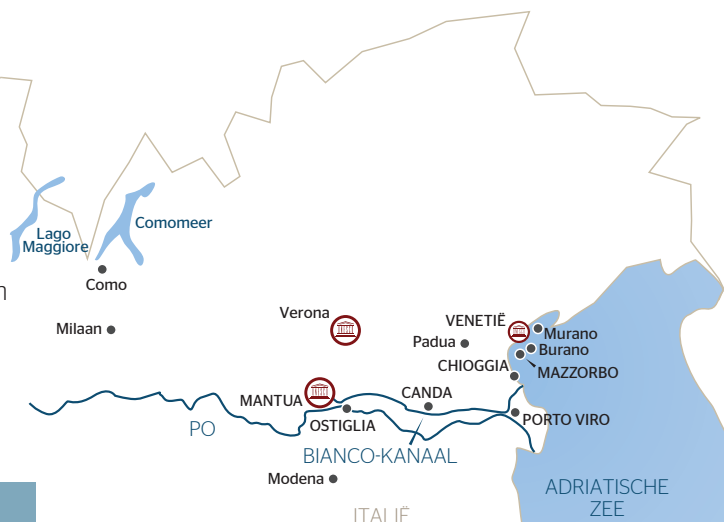 Lago
Maggiore
Comomeer
n
Como
Milaan
Verona
VENETIË
Murano
Padua
Burano
CHIOGGIA
MAZZORBO
MANTUA
CANDA
OSTIGLIA
PORTO VIRO
PO
BIANCO-KANAAL
Modena
ADRIATISCHE
ZEE
ITALIË